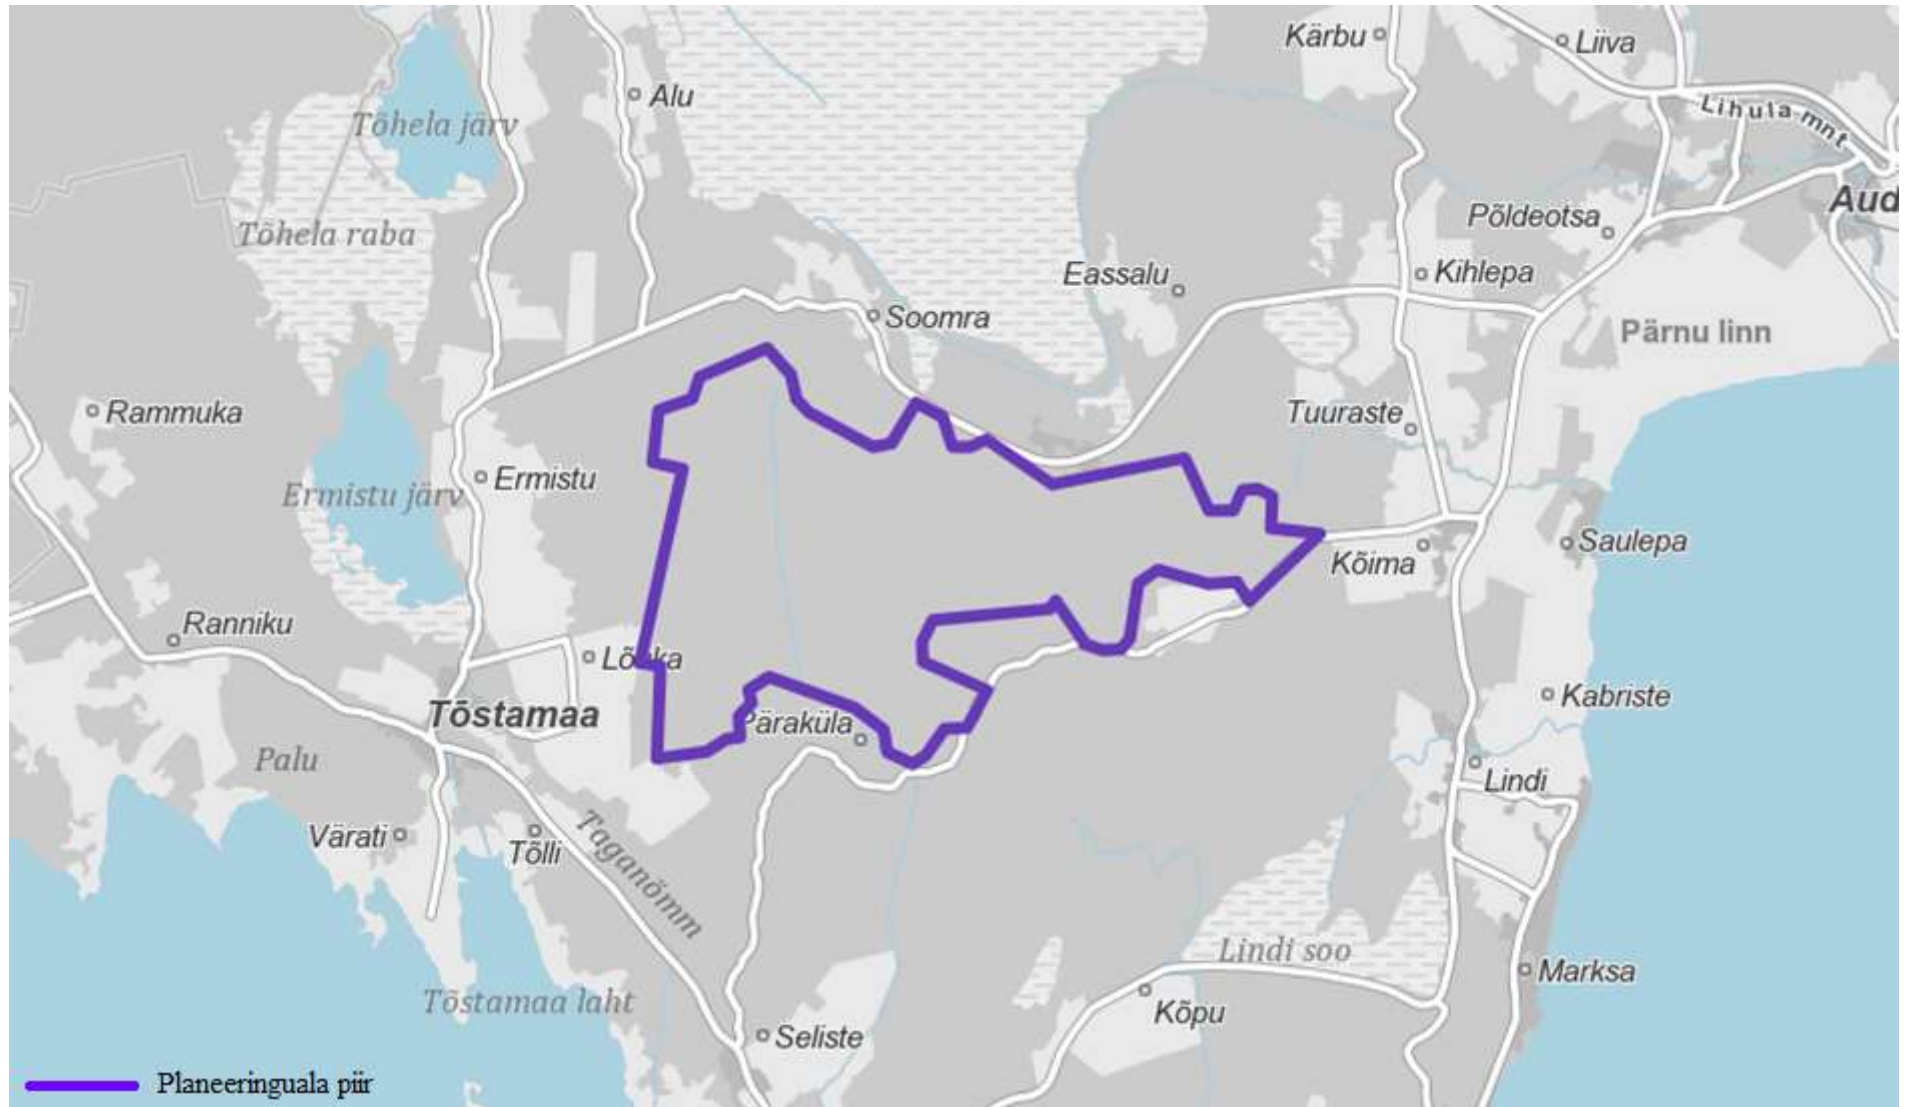 Kärbu
Liiva
Alu
Lihula mnt
Tõhela järv
Aud
Põldeotsa
Tõhela raba
Eassalu
Kihlepa
Soomra
Pärnu linn
Rammuka
Tuuraste
Ermistu
Ermistu järv
Saulepa
Kõima
Ranniku
Kabriste
Tõstamaa
Päraküla
Palu
Lindi
Värati
Tõlli
Taganõmm
Lindi soo
Marksa
Tõstamaa laht
Kõpu
Seliste
Planeeringuala piir